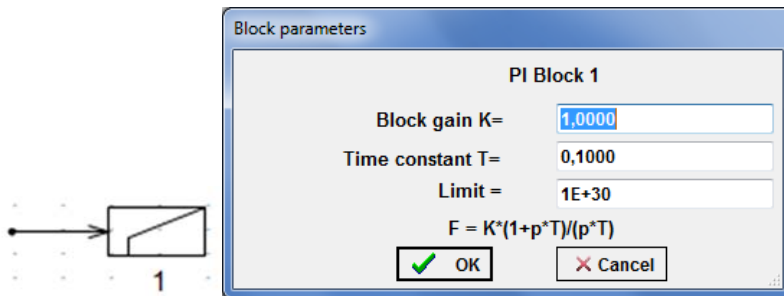 Block parameters
PI Block 1
Block gain K= 1,0000
Time constant T= 0,1000
Limit = 1E+30
F = K*(1+p*T)/(p*T)
OK Cancel
1